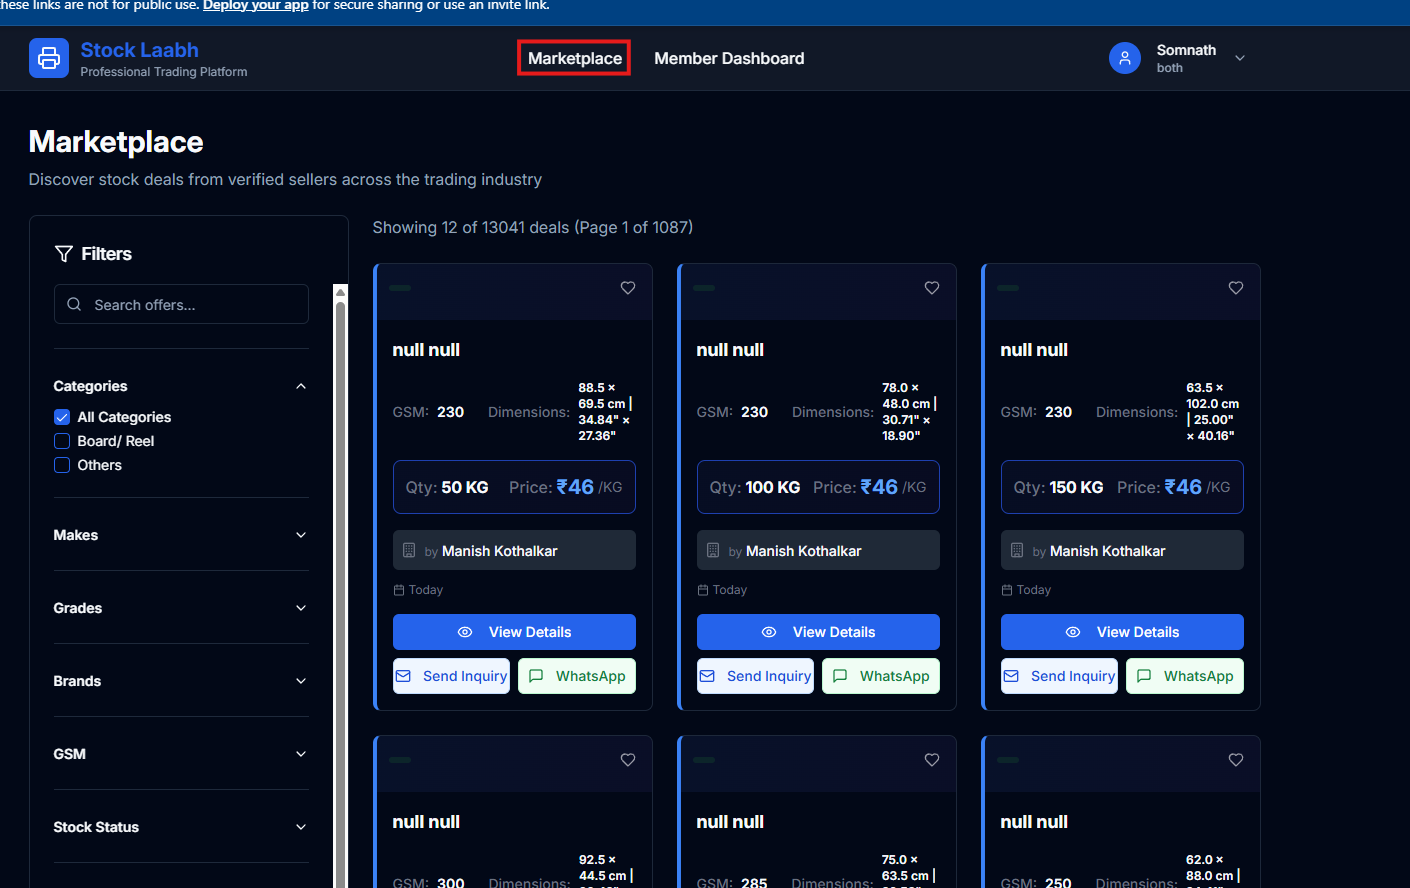 these links are not for public use. Deploy your app for secure sharing or use an invite link.
Stock Laabh
Professional Trading Platform
Marketplace
Member Dashboard
Somnath
both
Marketplace
Discover stock deals from verified sellers across the trading industry
Filters
Search offers...
Categories
All Categories
Board/ Reel
Others
Makes
Grades
Brands
GSM
Stock Status
Showing 12 of 13041 deals (Page 1 of 1087)
null null
GSM: 230 Dimensions: 88.5 ×
69.5 cm |
34.84" ×
27.36"
Qty: 50 KG Price: ₹46 /KG
by Manish Kothalkar
Today
View Details
Send Inquiry
WhatsApp
null null
GSM: 230 Dimensions: 78.0 ×
48.0 cm |
30.71" ×
18.90"
Qty: 100 KG Price: ₹46 /KG
by Manish Kothalkar
Today
View Details
Send Inquiry
WhatsApp
null null
GSM: 230 Dimensions: 63.5 ×
102.0 cm
| 25.00"
× 40.16"
Qty: 150 KG Price: ₹46 /KG
by Manish Kothalkar
Today
View Details
Send Inquiry
WhatsApp
null null
GSM: 300 Dimensions: 92.5 ×
44.5 cm |
null null
GSM: 285 Dimensions: 75.0 ×
63.5 cm |
null null
GSM: 250 Dimensions: 62.0 ×
88.0 cm |